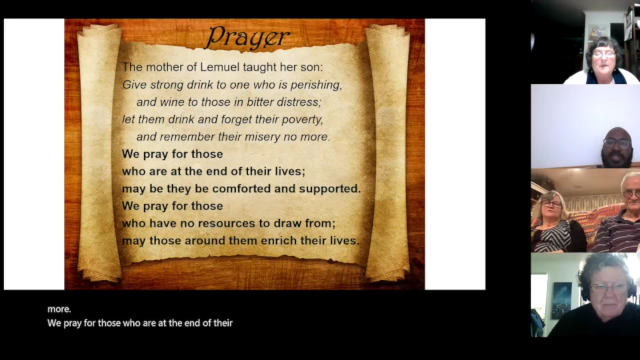 Prayer
The mother of Lemuel taught her son:
Give strong drink to one who is perishing,
and wine to those in bitter distress;
let them drink and forget their poverty,
and remember their misery no more.
We pray for those
who are at the end of their lives;
may be they be comforted and supported.
We pray for those
who have no resources to draw from;
may those around them enrich their lives.
more.
We pray for those who are at the end of their